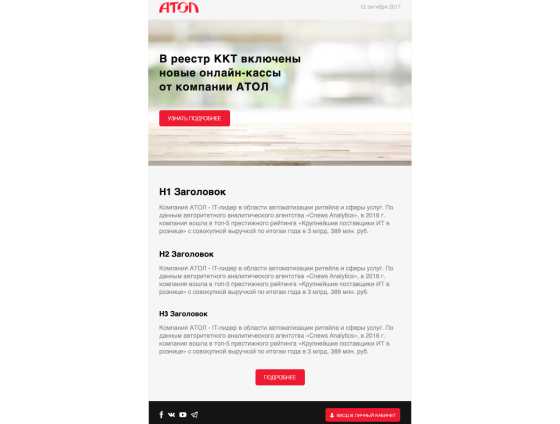 АТОЛ
12 октября 2017
В реестр ККТ включены
новые онлайн-кассы
от компании АТОЛ
УЗНАТЬ ПОДРОБНЕЕ
H1 Заголовок
Компания АТОЛ - IT-лидер в области автоматизации ритейла и сферы услуг. По
данным авторитетного аналитического агентства «Cnews Analytics», в 2016 г.
компания вошла в топ-5 престижного рейтинга «Крупнейшие поставщики ИТ в
рознице» с совокупной выручкой по итогам года в 3 млрд. 389 млн. руб.
H2 Заголовок
Компания АТОЛ - IT-лидер в области автоматизации ритейла и сферы услуг. По
данным авторитетного аналитического агентства «Cnews Analytics», в 2016 г.
компания вошла в топ-5 престижного рейтинга «Крупнейшие поставщики ИТ в
рознице» с совокупной выручкой по итогам года в 3 млрд. 389 млн. руб.
H3 Заголовок
Компания АТОЛ - IT-лидер в области автоматизации ритейла и сферы услуг. По
данным авторитетного аналитического агентства «Cnews Analytics», в 2016 г.
компания вошла в топ-5 престижного рейтинга «Крупнейшие поставщики ИТ в
рознице» с совокупной выручкой по итогам года в 3 млрд. 389 млн. руб.
ПОДРОБНЕЕ
ВХОД В ЛИЧНЫЙ КАБИНЕТ